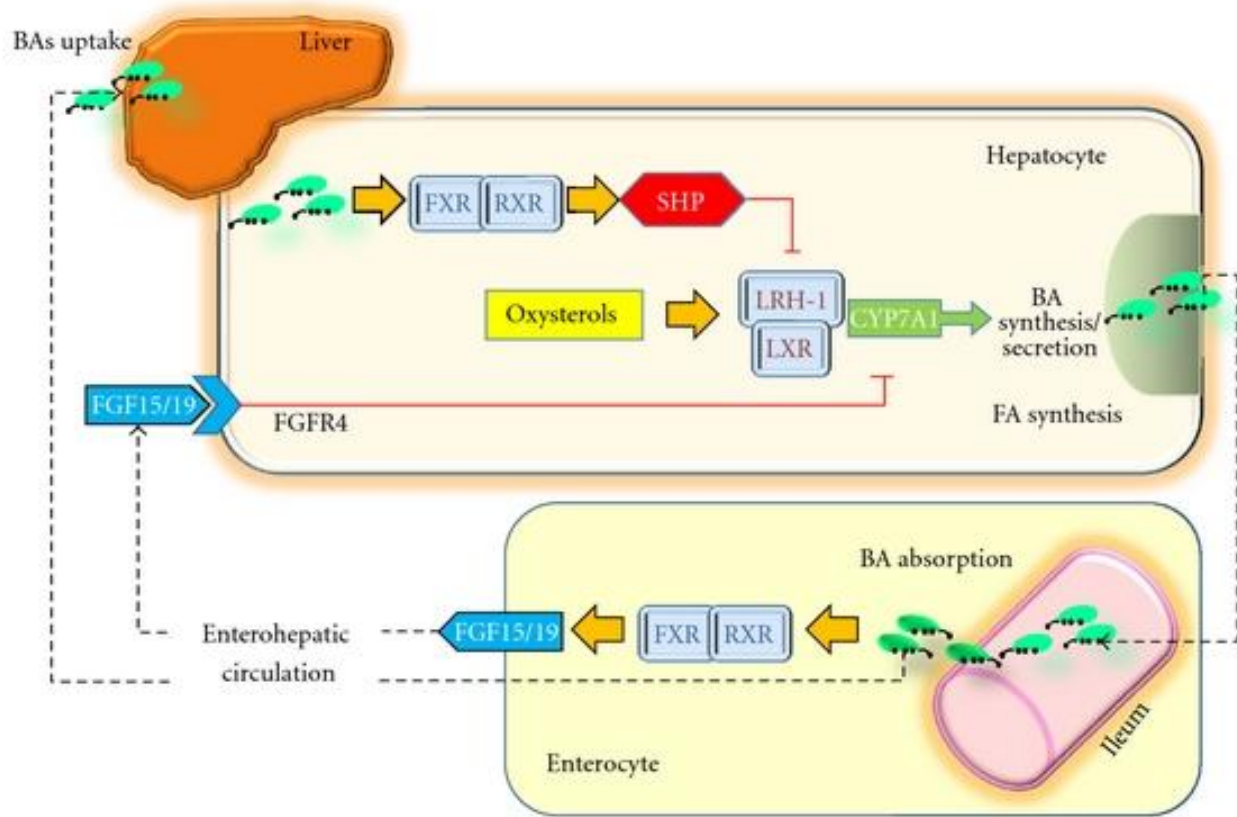 BAs uptake
Liver
Hepatocyte
FXR
RXR
SHP
Oxysterols
LRH-1
LXR
CYP7A1
BA
synthesis/
secretion
FGF15/19
FGFR4
FA synthesis
BA absorption
FGF15/19
FXR
RXR
Enterohepatic
circulation
Ileum
Enterocyte